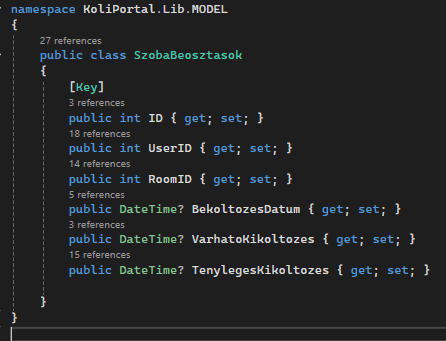 namespace KoliPortal.Lib.MODEL
{
27 references
public class SzobaBeosztasok
{
[Key]
3 references
public int ID { get; set; }
18 references
public int UserID { get; set; }
14 references
public int RoomID { get; set; }
5 references
public DateTime? BekoltozesDatum { get; set; }
3 references
public DateTime? VarhatoKikoltozes { get; set; }
15 references
public DateTime? TenylegesKikoltozes { get; set; }
}
}